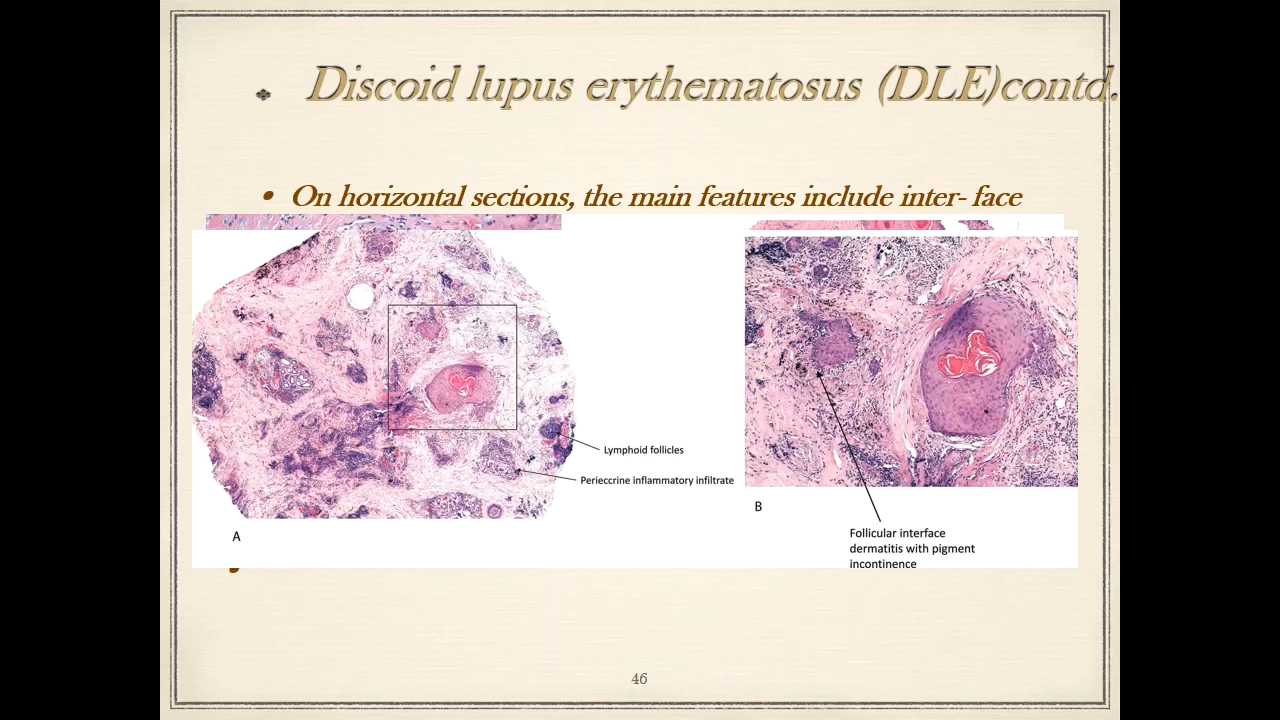 Discoid lupus erythematosus (DLE)contd.
• On horizontal sections, the main features include inter- face
Lymphoid follicles
Perieccrine inflammatory infiltrate
A
B
Follicular interface
dermatitis with pigment
incontinence
46